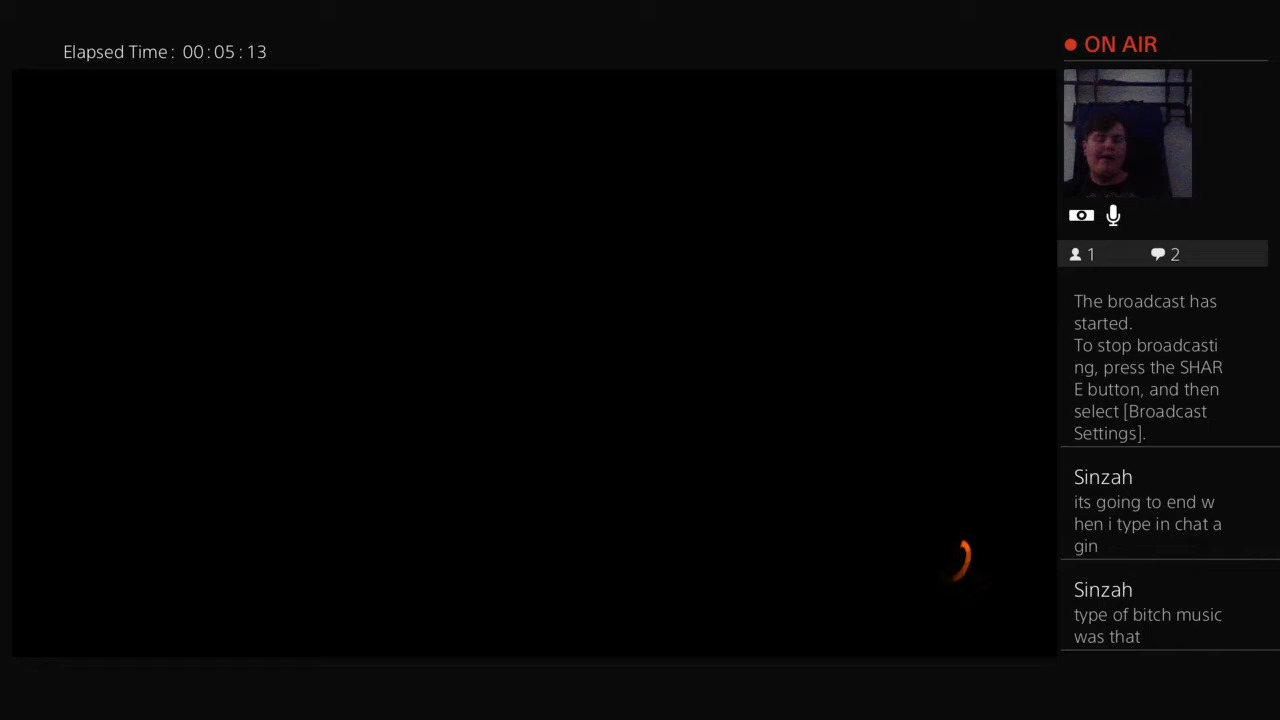 Elapsed Time: 00:05:13
ON AIR
1 2
The broadcast has
started.
To stop broadcasti
ng, press the SHAR
E button, and then
select [Broadcast
Settings].
Sinzah
its going to end w
hen i type in chat a
gin
Sinzah
type of bitch music
was that